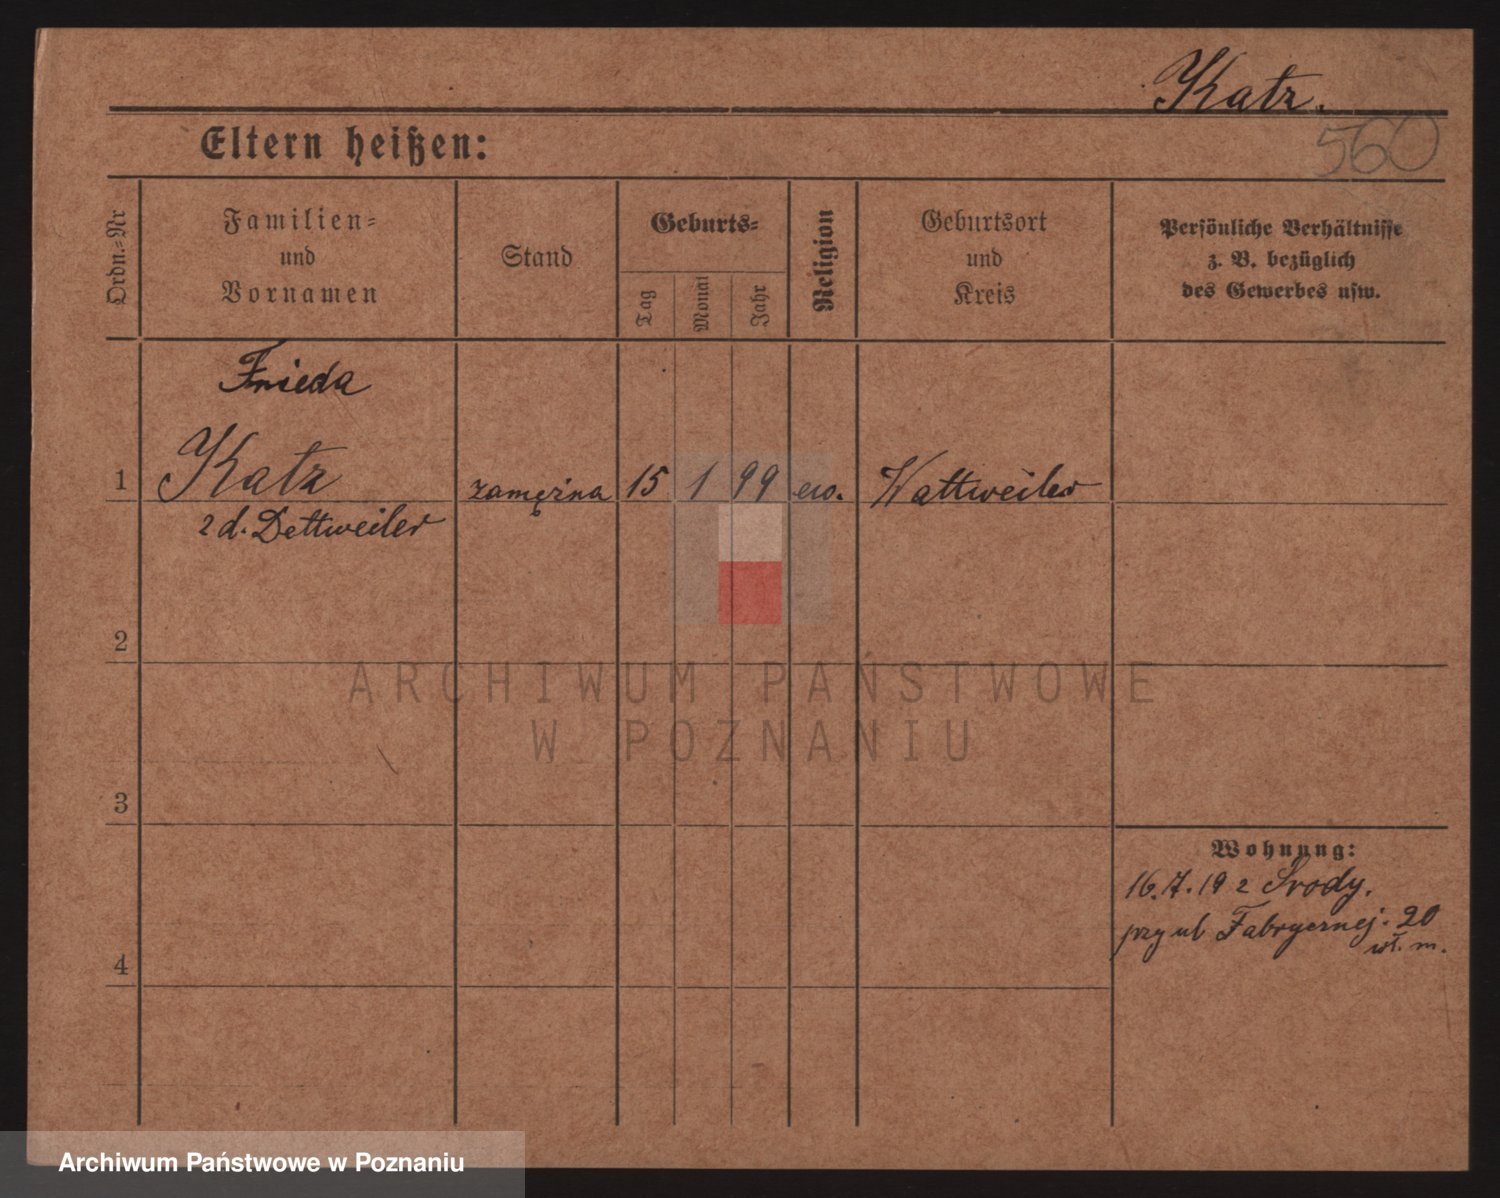 Katz.
560
Eltern heißen:
Ordn.=Nr
Familien=
und
Vornamen
Stand
Geburts=
Tag
Monat
Jahr
Religion
Geburtsort
und
Kreis
Persönliche Verhältnisse
z. B. bezüglich
des Gewerbes usw.
Frieda
1 Katz zamężna 15 1 99 ew. Wattweiler
z d. Dettweiler
2
ARCHIWUM PAŃSTWOWE
W POZNANIU
3
Wohnung:
16.7.19 z Środy.
przy ul Fabrycznej. 20
wł. m.
4
Archiwum Państwowe w Poznaniu